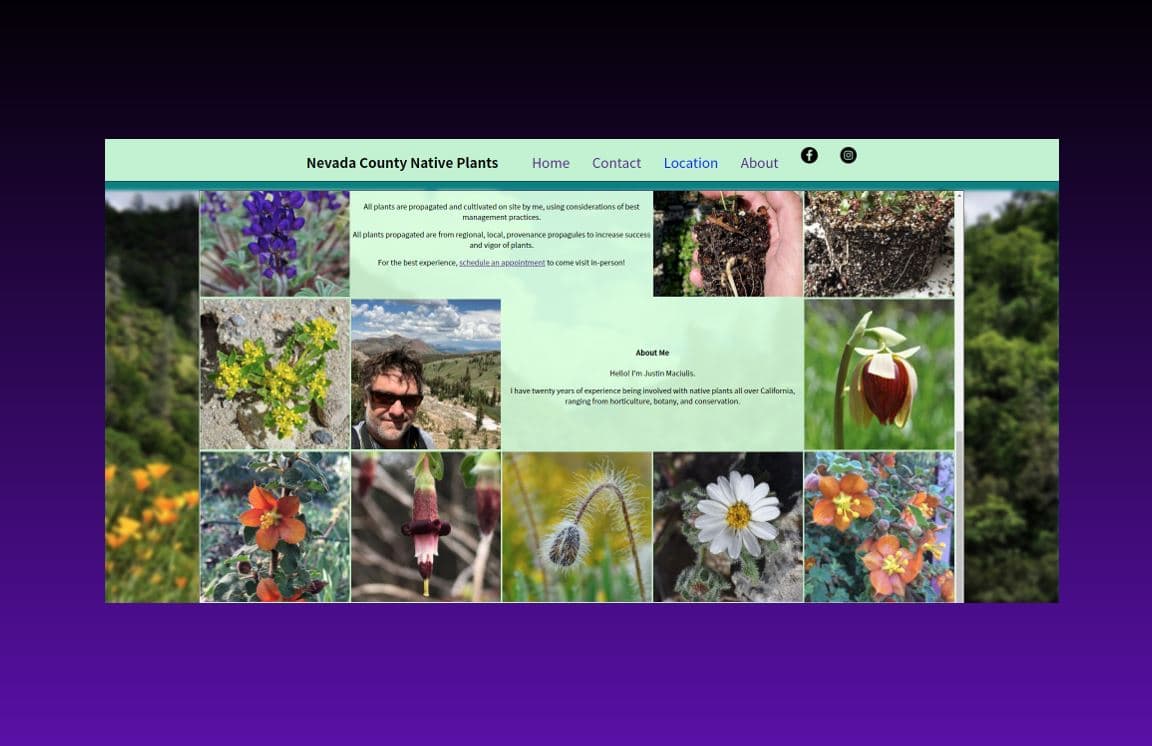 Nevada County Native Plants Home Contact Location About
All plants are propagated and cultivated on site by me, using considerations of best
management practices.
All plants propagated are from regional, local, provenance propagules to increase success
and vigor of plants.
For the best experience, schedule an appointment to come visit in-person!
About Me
Hello! I'm Justin Maciulis.
I have twenty years of experience being involved with native plants all over California,
ranging from horticulture, botany, and conservation.